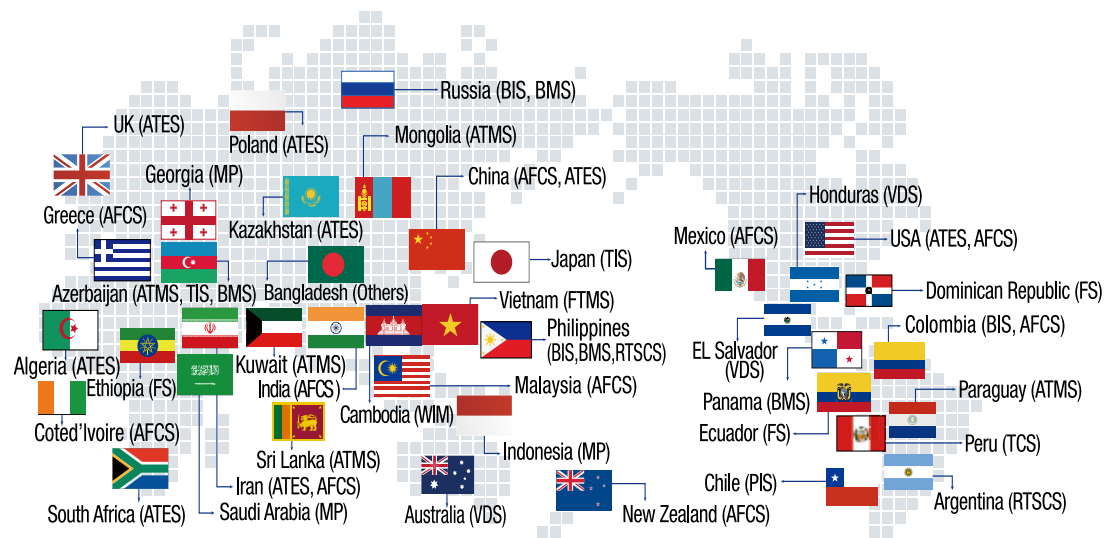 Russia (BIS, BMS)
UK (ATES)
Poland (ATES)
Mongolia (ATMS)
Georgia (MP)
China (AFCS, ATES)
Honduras (VDS)
Greece (AFCS)
Kazakhstan (ATES)
Mexico (AFCS)
USA (ATES, AFCS)
Japan (TIS)
Azerbaijan (ATMS, TIS, BMS)
Bangladesh (Others)
Dominican Republic (FS)
Vietnam (FTMS)
Philippines
(BIS,BMS,RTSCS)
Colombia (BIS, AFCS)
EL Salvador
(VDS)
Algeria (ATES)
Kuwait (ATMS)
Ethiopia (FS)
India (AFCS)
Malaysia (AFCS)
Paraguay (ATMS)
Panama (BMS)
Cambodia (WIM)
Coted'Ivoire (AFCS)
Ecuador (FS)
Peru (TCS)
Indonesia (MP)
Sri Lanka (ATMS)
Chile (PIS)
Iran (ATES, AFCS)
Argentina (RTSCS)
South Africa (ATES)
Saudi Arabia (MP)
Australia (VDS)
New Zealand (AFCS)